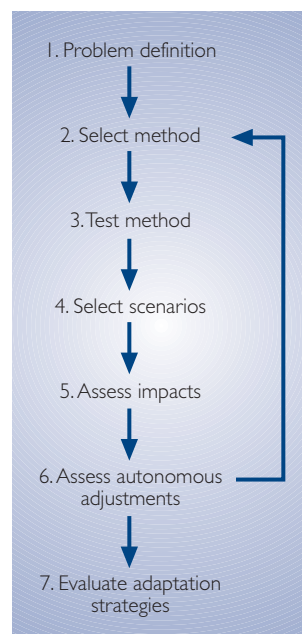 1. Problem definition
2. Select method
3. Test method
4. Select scenarios
5. Assess impacts
6. Assess autonomous
adjustments
7. Evaluate adaptation
strategies